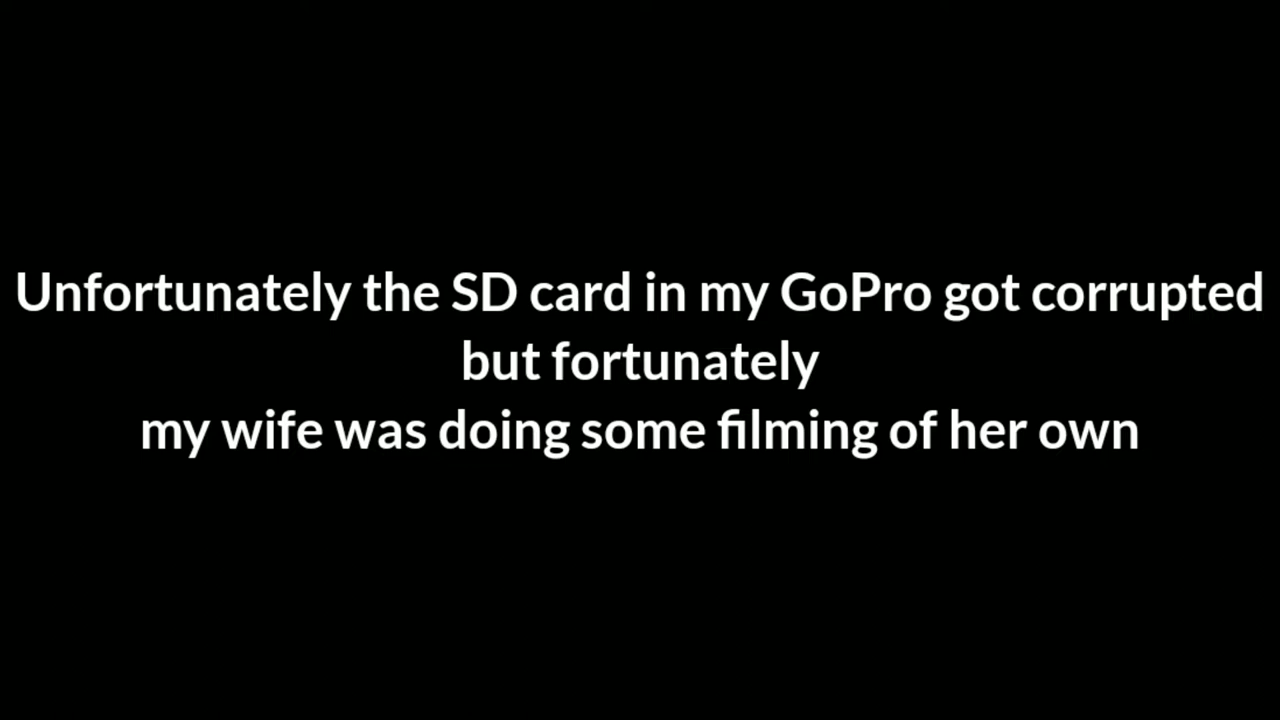 Unfortunately the SD card in my GoPro got corrupted
but fortunately
my wife was doing some filming of her own